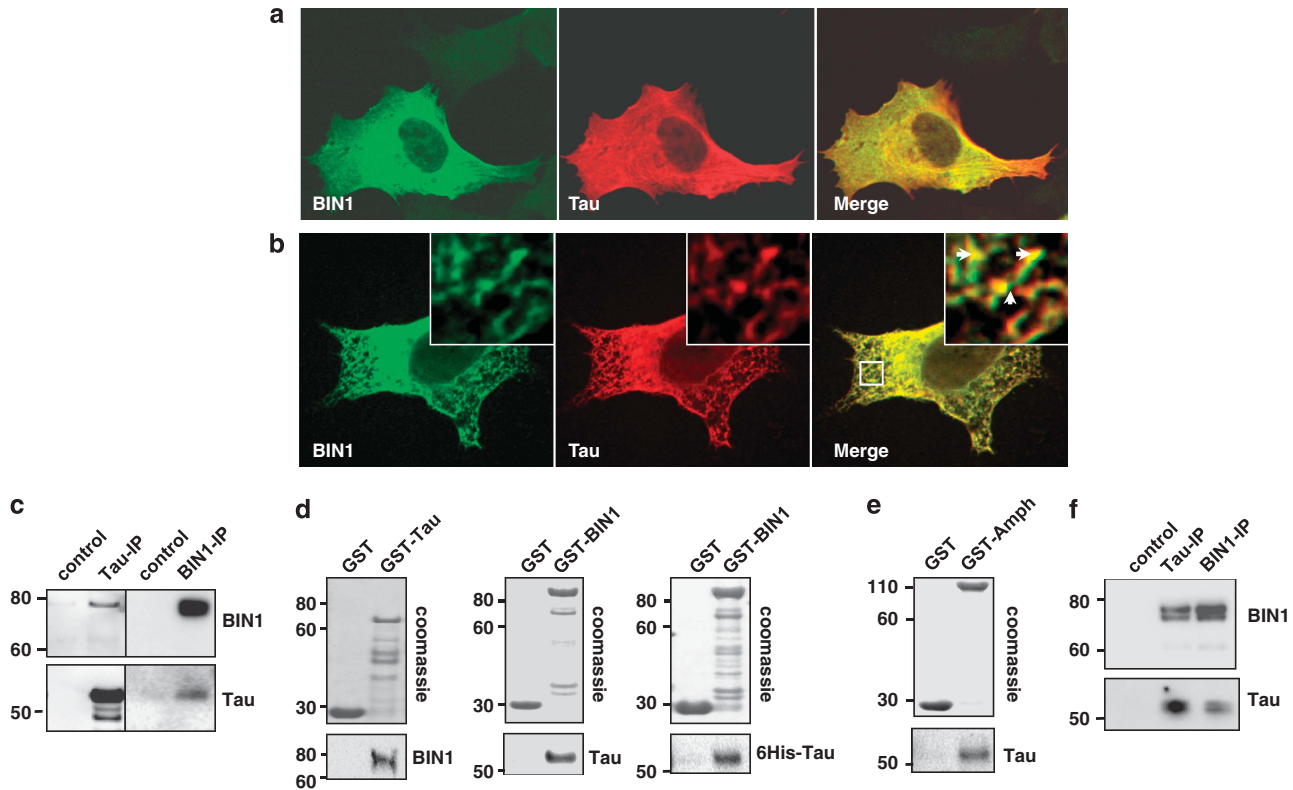 a
BIN1
Tau
Merge
b
BIN1
Tau
Merge
c
control
Tau-IP
control
BIN1-IP
80
60
BIN1
50
Tau
d
GST
GST-Tau
80
60
30
coomassie
80
60
BIN1
GST
GST-BIN1
80
60
30
coomassie
50
Tau
GST
GST-BIN1
80
60
30
coomassie
50
6His-Tau
e
GST
GST-Amph
110
60
30
coomassie
50
Tau
f
control
Tau-IP
BIN1-IP
80
60
BIN1
50
Tau